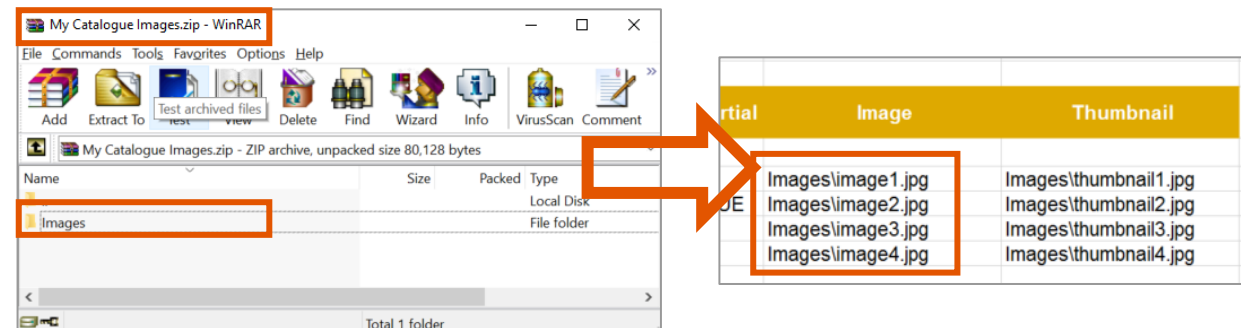 My Catalogue Images.zip - WinRAR
File Commands Tools Favorites Options Help
Add Extract To Test View Delete Find Wizard Info VirusScan Comment
Test archived files
My Catalogue Images.zip - ZIP archive, unpacked size 80,128 bytes
Name Size Packed Type
.. Local Disk
Images File folder
Total 1 folder
rtial Image Thumbnail
Images\image1.jpg Images\thumbnail1.jpg
UE Images\image2.jpg Images\thumbnail2.jpg
Images\image3.jpg Images\thumbnail3.jpg
Images\image4.jpg Images\thumbnail4.jpg